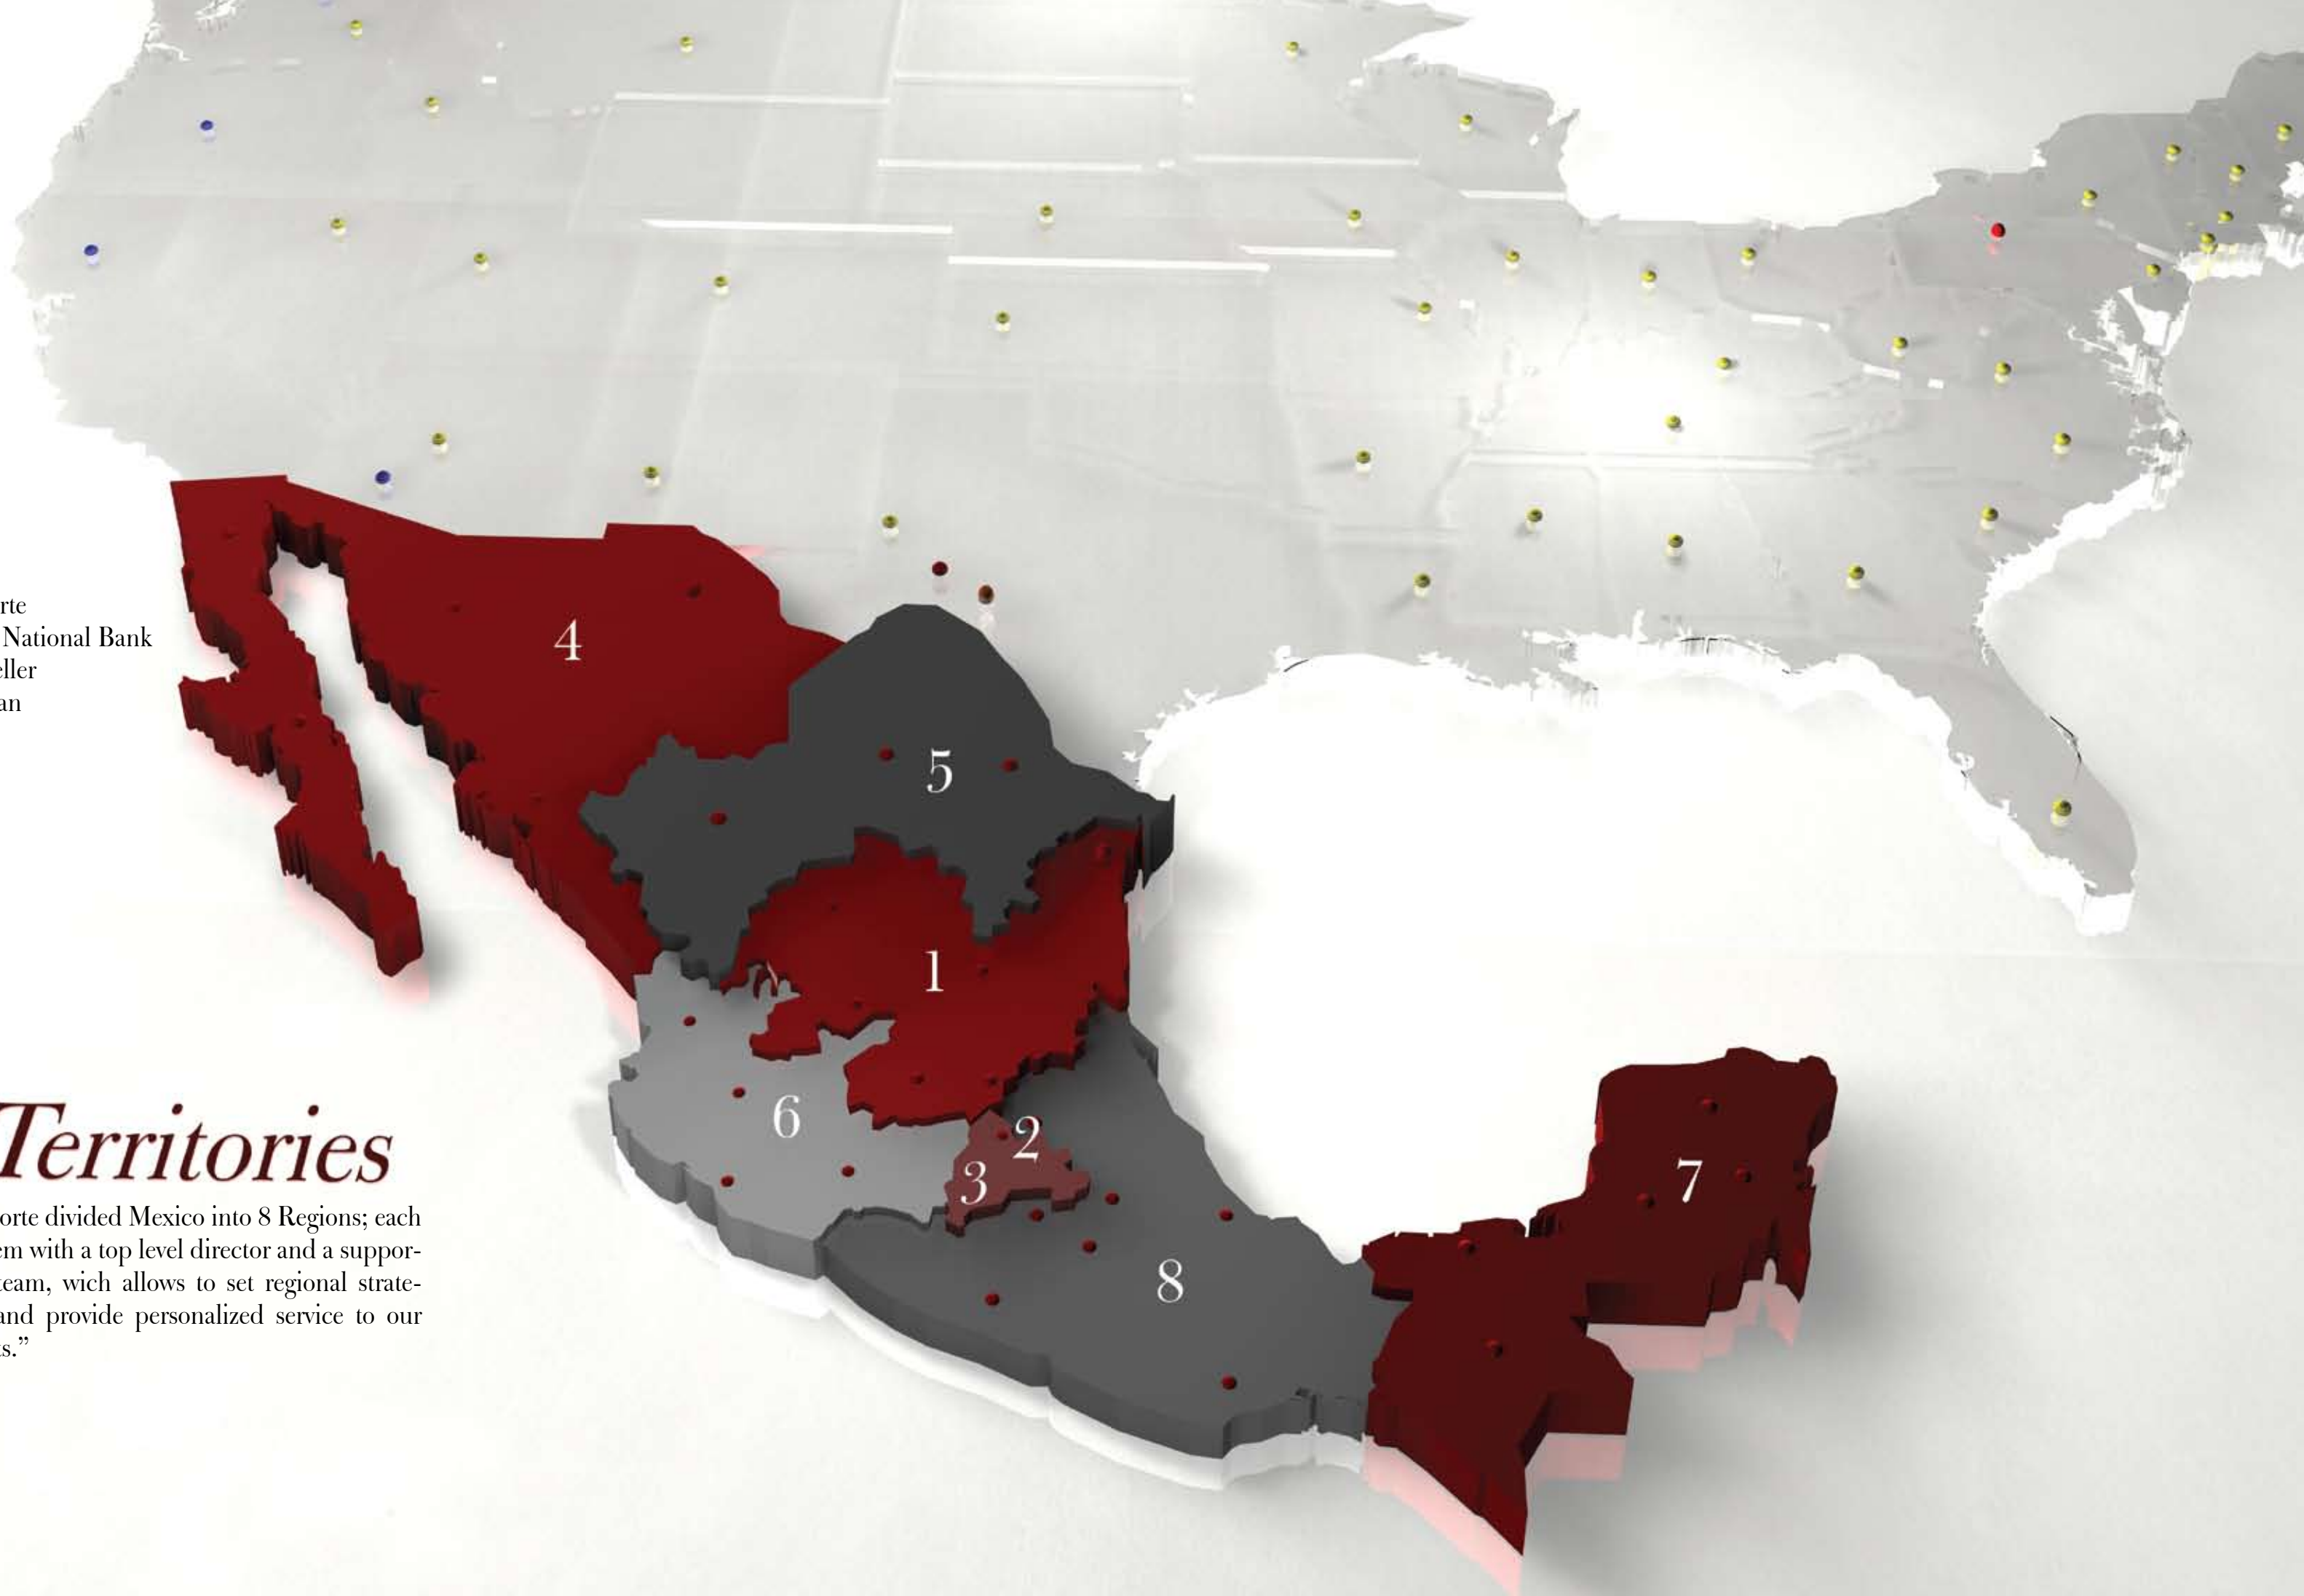 rte
National Bank
ller
an
4
5
1
6
2
3
7
8
Territories
orte divided Mexico into 8 Regions; each
em with a top level director and a suppor-
team, wich allows to set regional strate-
and provide personalized service to our
s.”